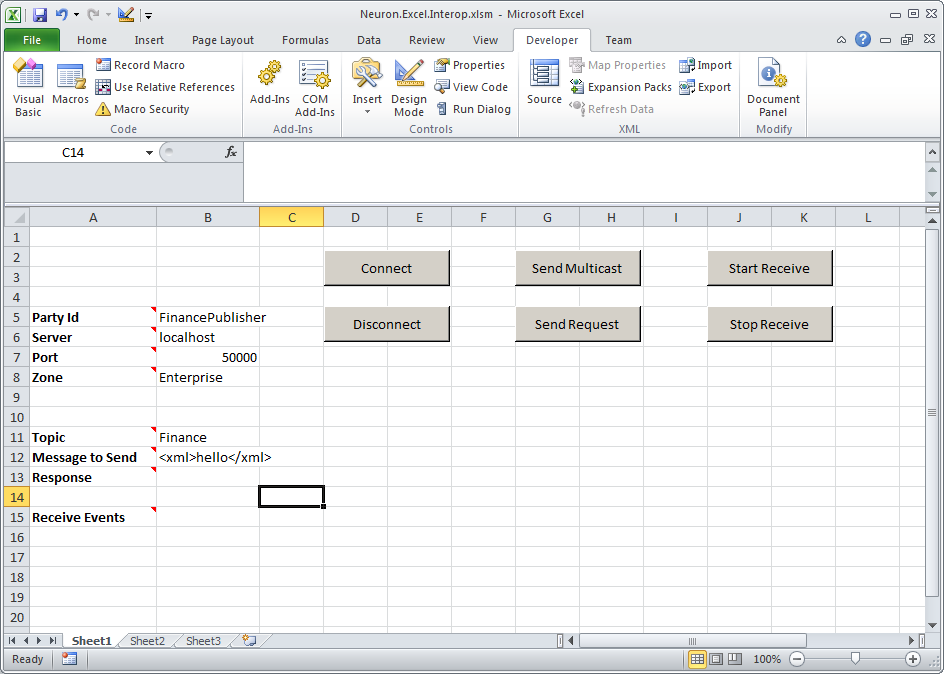 Neuron.Excel.Interop.xlsm - Microsoft Excel
File Home Insert Page Layout Formulas Data Review View Developer Team
Visual Basic
Macros
Record Macro
Use Relative References
Macro Security
Code
Add-Ins
COM Add-Ins
Add-Ins
Insert
Design Mode
Properties
View Code
Run Dialog
Controls
Source
Map Properties
Expansion Packs
Refresh Data
Import
Export
XML
Document Panel
Modify
C14 fx
A B C D E F G H I J K L
1
2
3
4
5 Party Id FinancePublisher
6 Server localhost
7 Port 50000
8 Zone Enterprise
9
10
11 Topic Finance
12 Message to Send <xml>hello</xml>
13 Response
14
15 Receive Events
16
17
18
19
20
Connect Send Multicast Start Receive
Disconnect Send Request Stop Receive
Sheet1 Sheet2 Sheet3
Ready 100%